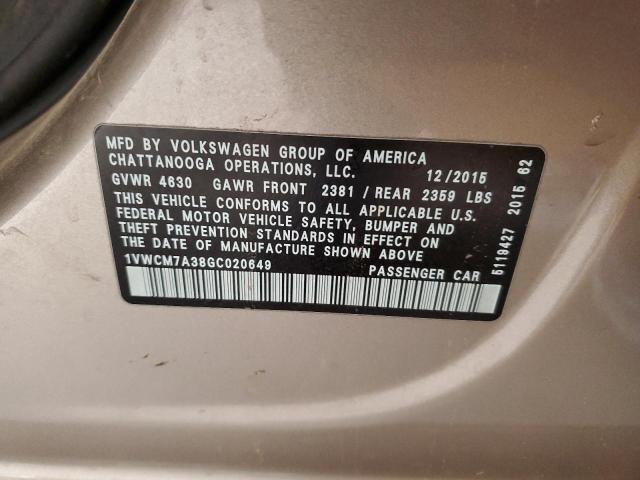 MFD BY VOLKSWAGEN GROUP OF AMERICA
CHATTANOOGA OPERATIONS, LLC. 12/2015
GVWR 4630 GAWR FRONT 2381 / REAR 2359 LBS
THIS VEHICLE CONFORMS TO ALL APPLICABLE U.S.
FEDERAL MOTOR VEHICLE SAFETY, BUMPER AND
THEFT PREVENTION STANDARDS IN EFFECT ON
THE DATE OF MANUFACTURE SHOWN ABOVE
1VWCM7A38GC020649 PASSENGER CAR
5119427 2015 62